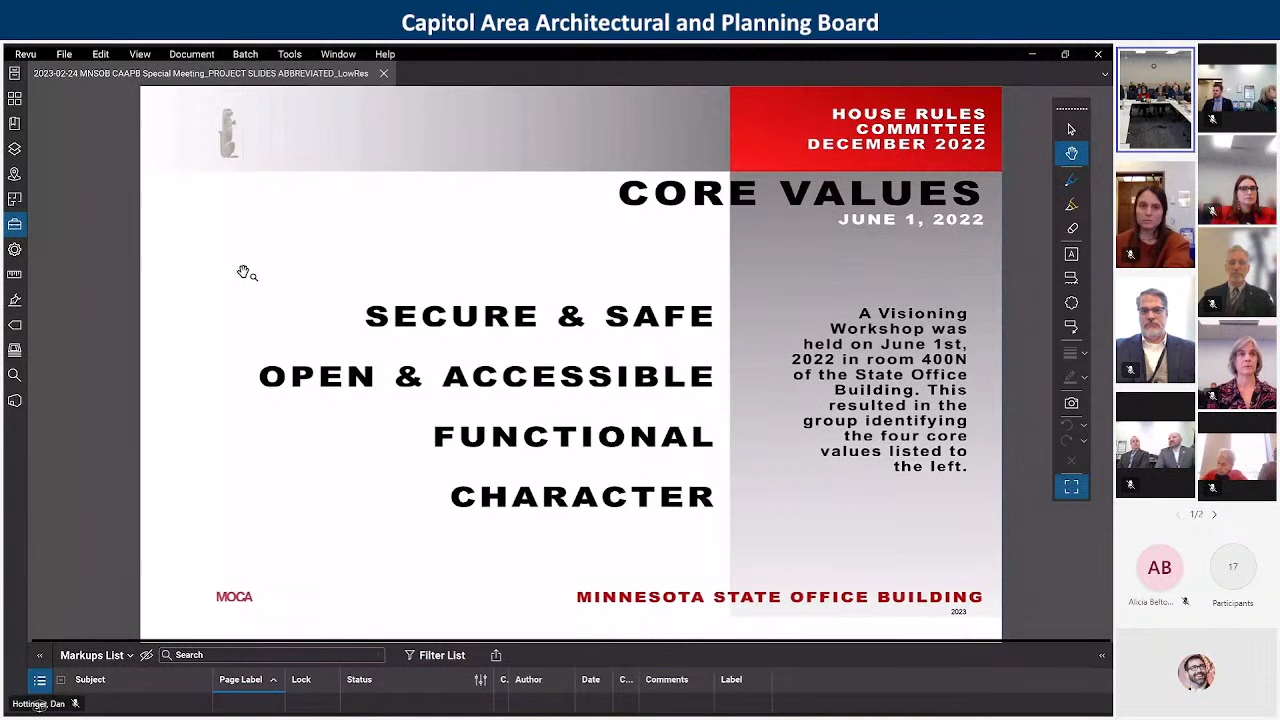 Capitol Area Architectural and Planning Board
Revu File Edit View Document Batch Tools Window Help
2023-02-24 MNSOB CAAPB Special Meeting_PROJECT SLIDES ABBREVIATED_LowRes
HOUSE RULES
COMMITTEE
DECEMBER 2022
CORE VALUES
JUNE 1, 2022
SECURE & SAFE
OPEN & ACCESSIBLE
FUNCTIONAL
CHARACTER
A Visioning
Workshop was
held on June 1st,
2022 in room 400N
of the State Office
Building. This
resulted in the
group identifying
the four core
values listed to
the left.
MOCA
MINNESOTA STATE OFFICE BUILDING
2023
1/2
AB
17
Alicia Belto...
Participants
Markups List
Search
Filter List
Subject Page Label Lock Status C. Author Date C... Comments Label
Hottinger, Dan